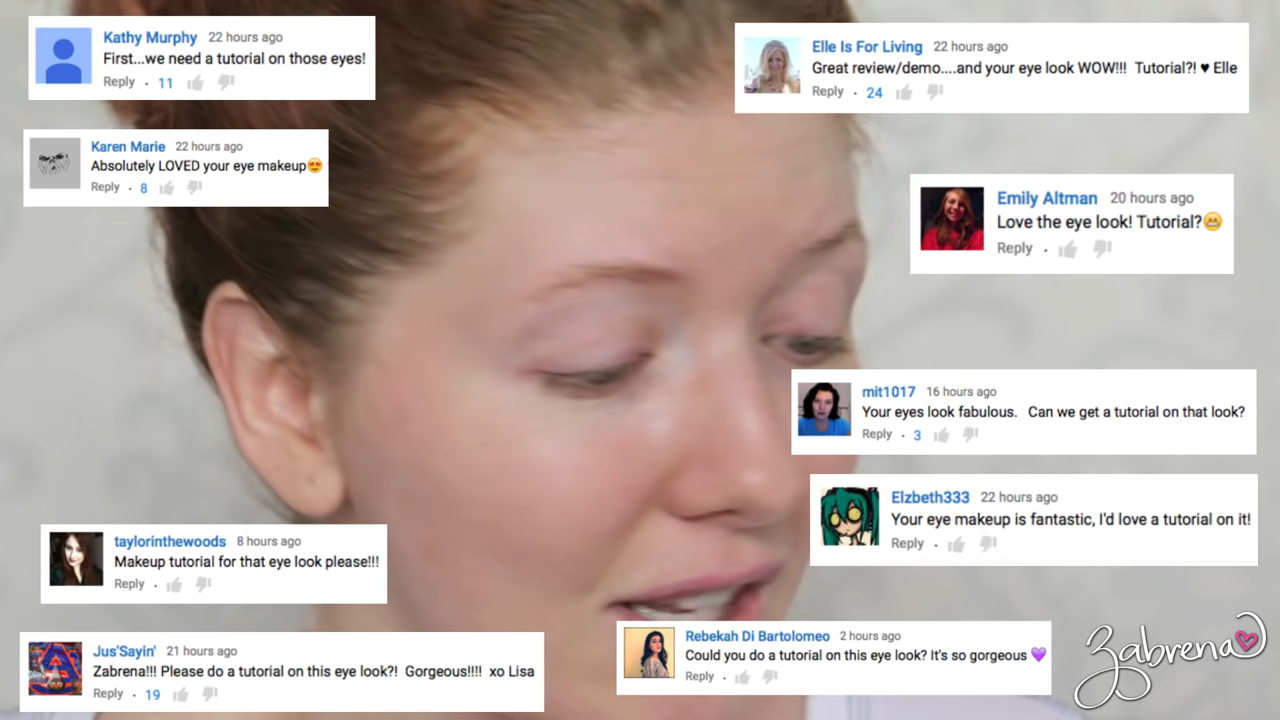 Kathy Murphy 22 hours ago
First...we need a tutorial on those eyes!
Reply · 11
Elle Is For Living 22 hours ago
Great review/demo....and your eye look WOW!!! Tutorial?! ♥ Elle
Reply · 24
Karen Marie 22 hours ago
Absolutely LOVED your eye makeup😍
Reply · 8
Emily Altman 20 hours ago
Love the eye look! Tutorial?😁
Reply ·
mit1017 16 hours ago
Your eyes look fabulous. Can we get a tutorial on that look?
Reply · 3
Elzbeth333 22 hours ago
Your eye makeup is fantastic, I'd love a tutorial on it!
Reply ·
taylorinthewoods 8 hours ago
Makeup tutorial for that eye look please!!!
Reply ·
Jus'Sayin' 21 hours ago
Zabrena!!! Please do a tutorial on this eye look?! Gorgeous!!!! xo Lisa
Reply · 19
Rebekah Di Bartolomeo 2 hours ago
Could you do a tutorial on this eye look? It's so gorgeous 💜
Reply ·
Zabrena